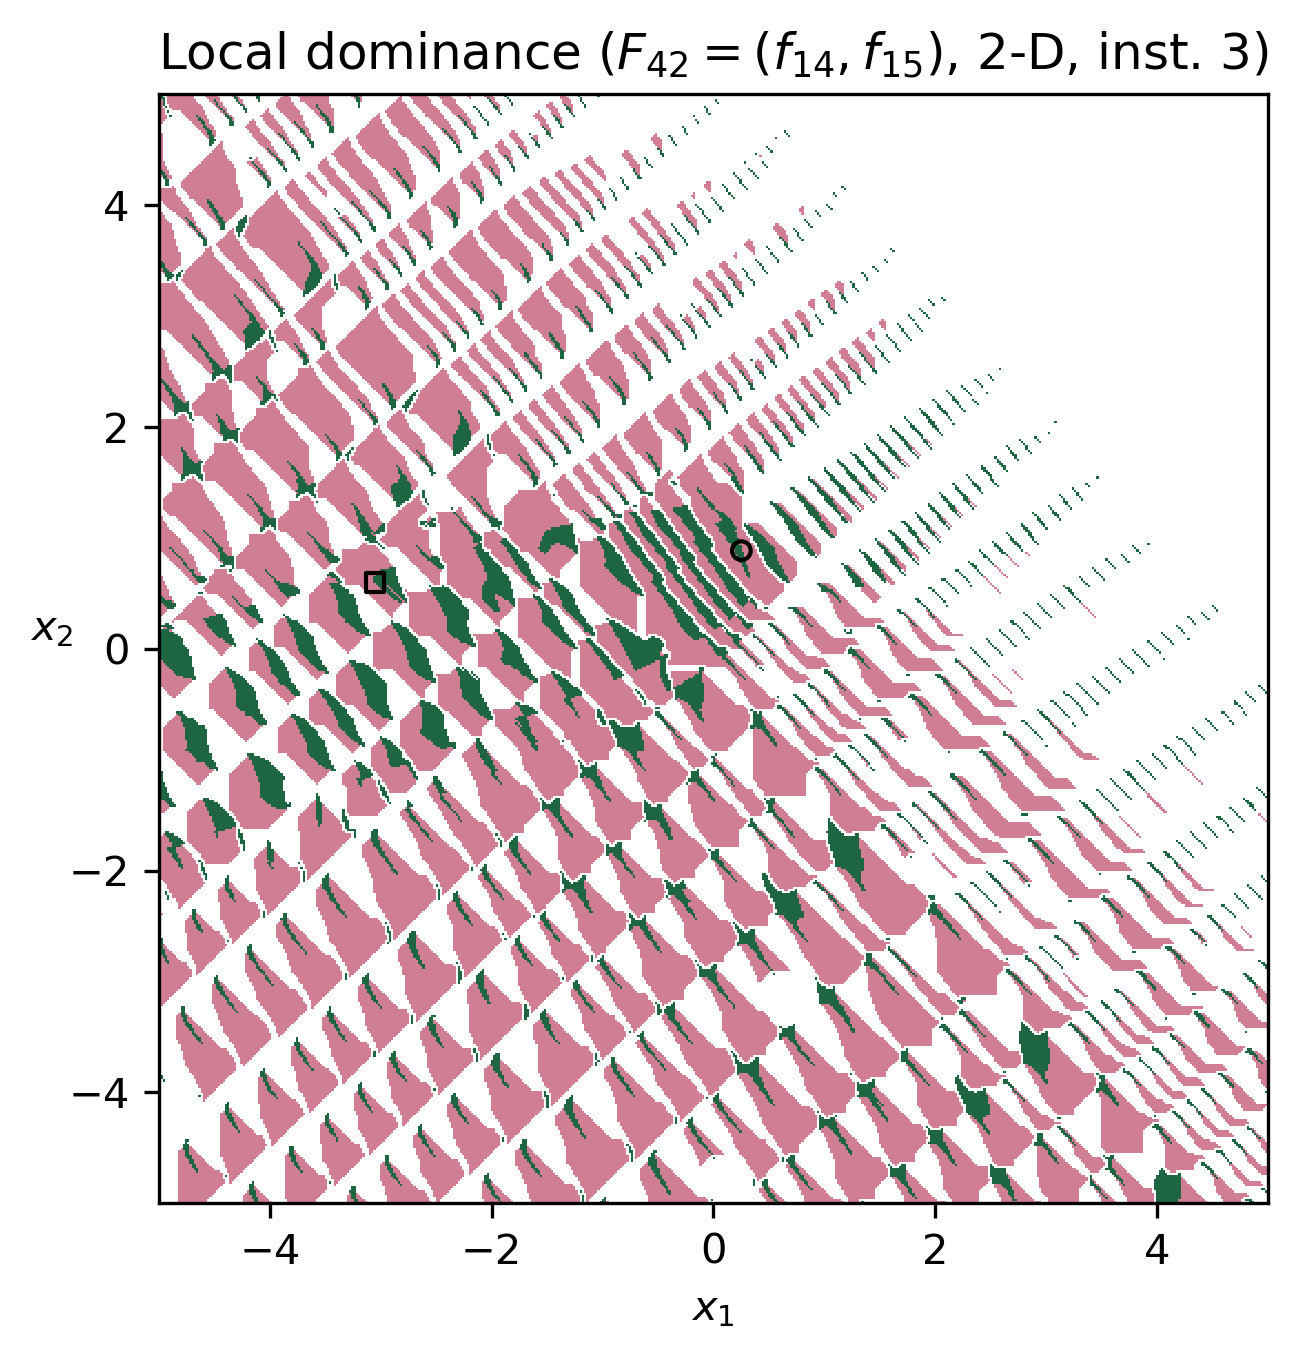 Local dominance (F₄₂ = (f₁₄, f₁₅), 2-D, inst. 3)
4
2
x₂
0
−2
−4
−4 −2 0 2 4
x₁